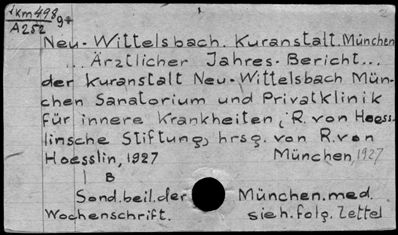 Km 498 g+
A252
Neu-Wittelsbach. Kuranstalt. München
... Ärztlicher Jahres-Bericht...
der Kuranstalt Neu-Wittelsbach Mün-
chen Sanatorium und Privatklinik
für innere Krankheiten, R. von Hoess-
linsche Stiftung, hrsg. von R. von
Hoesslin, 1927 München, 1927
1 B
Sond. beil. der München. med.
Wochenschrift. sieh. folg. Zettel